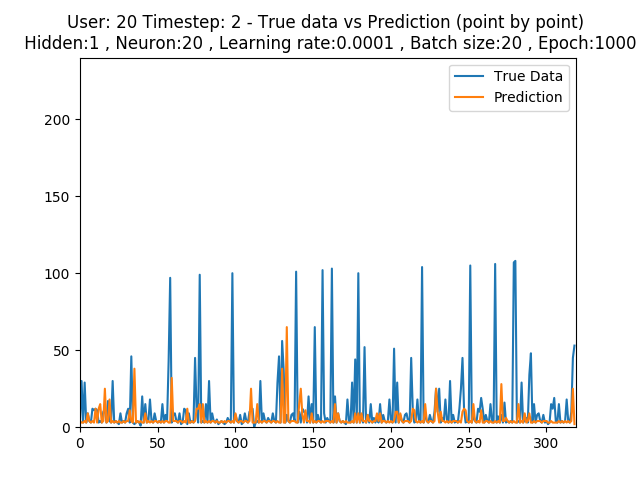 User: 20 Timestep: 2 - True data vs Prediction (point by point)
Hidden:1 , Neuron:20 , Learning rate:0.0001 , Batch size:20 , Epoch:1000
True Data
Prediction
200
150
100
50
0
0 50 100 150 200 250 300